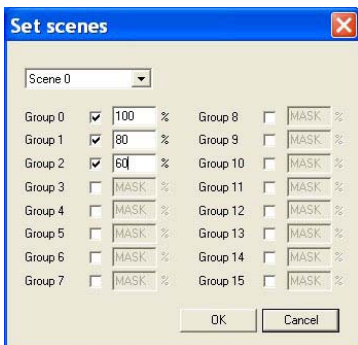 Set scenes
Scene 0
Group 0 100 % Group 8 MASK %
Group 1 80 % Group 9 MASK %
Group 2 60 % Group 10 MASK %
Group 3 MASK % Group 11 MASK %
Group 4 MASK % Group 12 MASK %
Group 5 MASK % Group 13 MASK %
Group 6 MASK % Group 14 MASK %
Group 7 MASK % Group 15 MASK %
OK Cancel